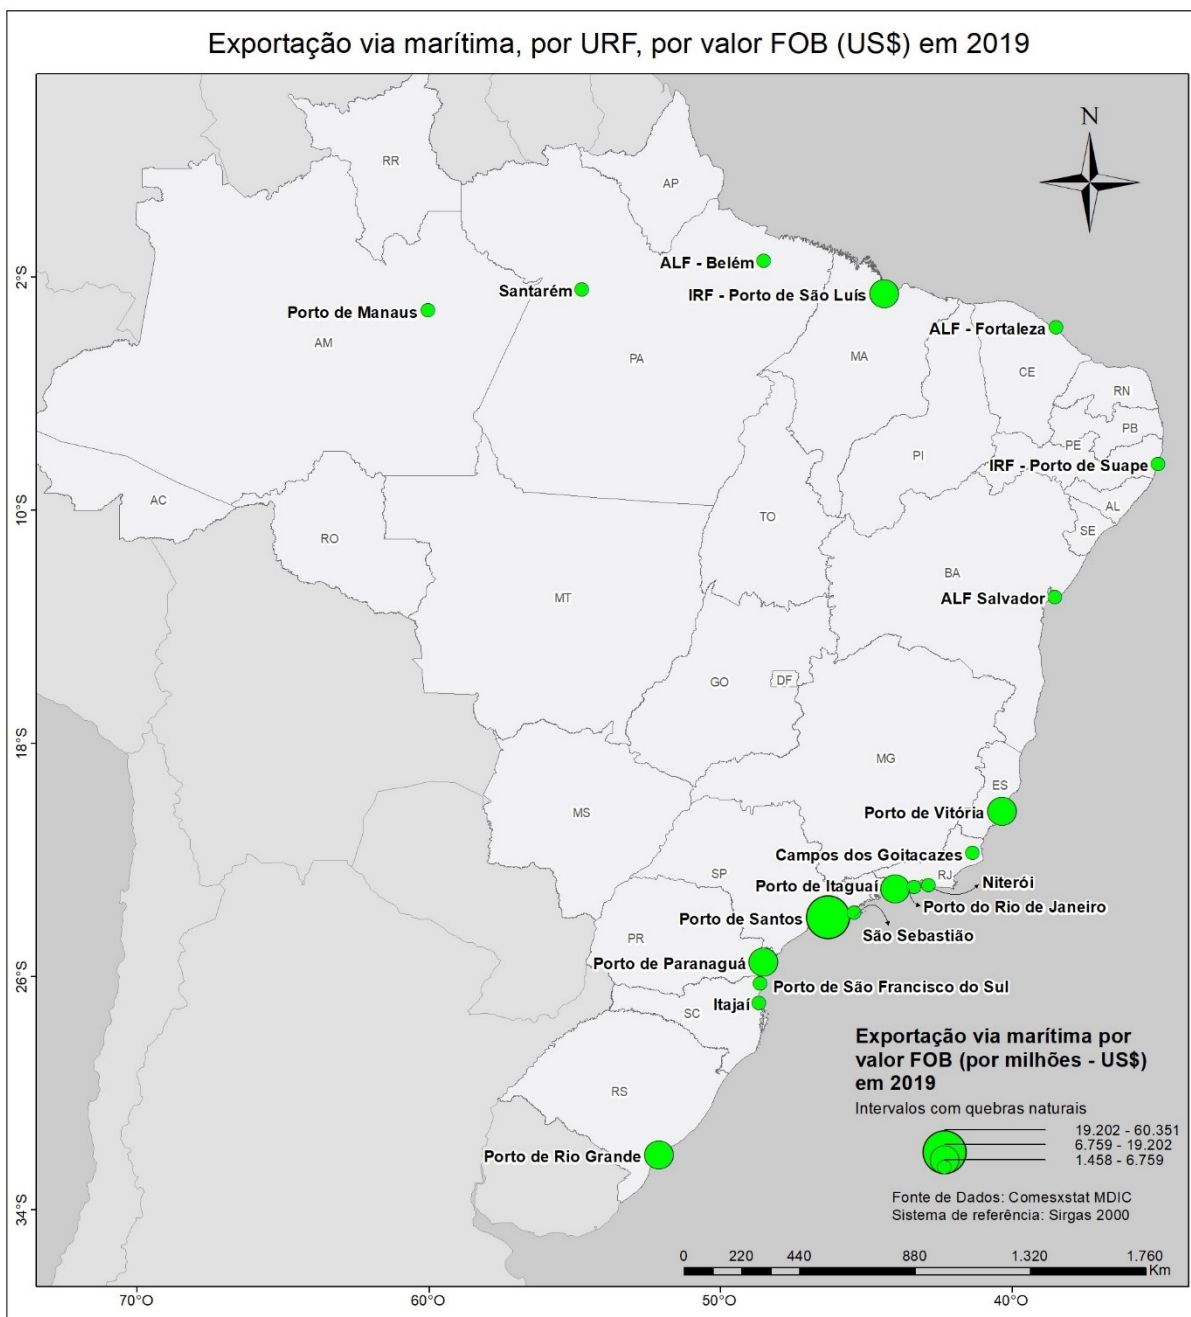 Exportação via marítima, por URF, por valor FOB (US$) em 2019
N
RR
AP
2°S
ALF - Belém
Santarém
IRF - Porto de São Luís
Porto de Manaus
ALF - Fortaleza
AM
PA
MA
CE
RN
PB
PE
PI
IRF - Porto de Suape
AC
10°S
AL
TO
SE
RO
BA
MT
ALF Salvador
GO
DF
18°S
MG
ES
MS
Porto de Vitória
Campos dos Goitacazes
SP
RJ
Porto de Itaguaí
Niterói
Porto do Rio de Janeiro
Porto de Santos
São Sebastião
PR
Porto de Paranaguá
26°S
Porto de São Francisco do Sul
Itajaí
SC
Exportação via marítima por
valor FOB (por milhões - US$)
em 2019
RS
Intervalos com quebras naturais
19.202 - 60.351
6.759 - 19.202
1.458 - 6.759
Porto de Rio Grande
Fonte de Dados: Comesxstat MDIC
Sistema de referência: Sirgas 2000
34°S
0 220 440 880 1.320 1.760
Km
70°O 60°O 50°O 40°O